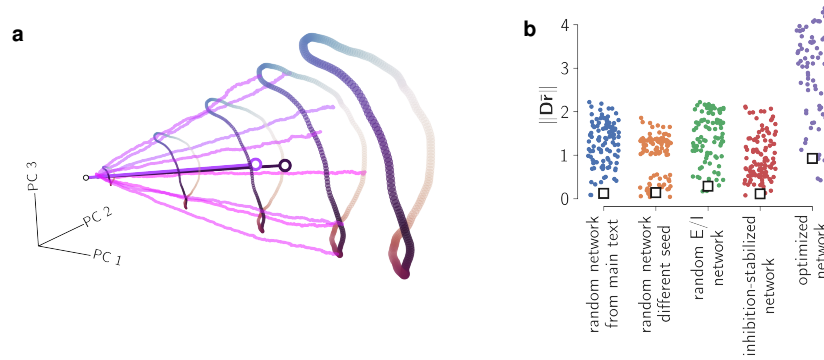 a
PC 3
PC 2
PC 1
b
||Dr̄||
4
3
2
1
0
random network
from main text
random network
different seed
random E/I
network
inhibition-stabilized
network
optimized
network